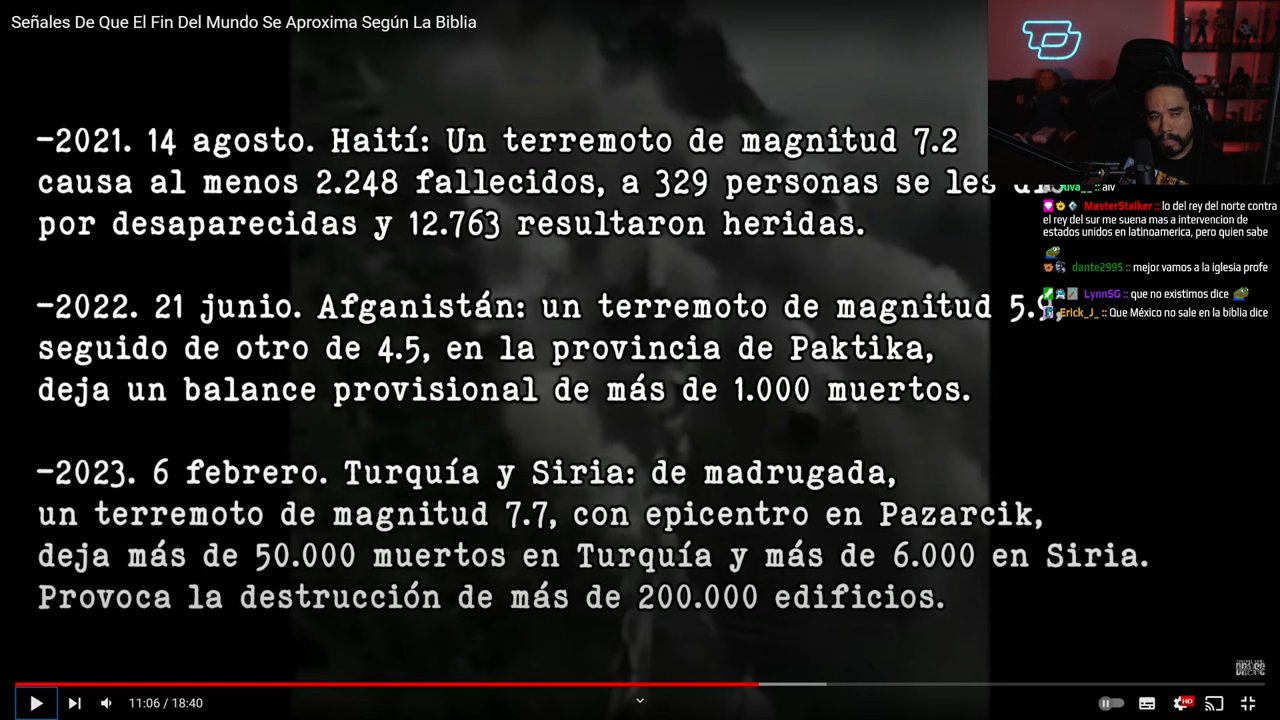 Señales De Que El Fin Del Mundo Se Aproxima Según La Biblia
-2021. 14 agosto. Haití: Un terremoto de magnitud 7.2
causa al menos 2.248 fallecidos, a 329 personas se les
por desaparecidas y 12.763 resultaron heridas.
-2022. 21 junio. Afganistán: un terremoto de magnitud 5.9,
seguido de otro de 4.5, en la provincia de Paktika,
deja un balance provisional de más de 1.000 muertos.
-2023. 6 febrero. Turquía y Siria: de madrugada,
un terremoto de magnitud 7.7, con epicentro en Pazarcik,
deja más de 50.000 muertos en Turquía y más de 6.000 en Siria.
Provoca la destrucción de más de 200.000 edificios.
:: alv
MasterStalker :: lo del rey del norte contra
el rey del sur me suena mas a intervencion de
estados unidos en latinoamerica, pero quien sabe
dante2995 :: mejor vamos a la iglesia profe
LynnSG :: que no existimos dice
Erick_J_ :: Que México no sale en la biblia dice
DROSS
11:06 / 18:40
HD